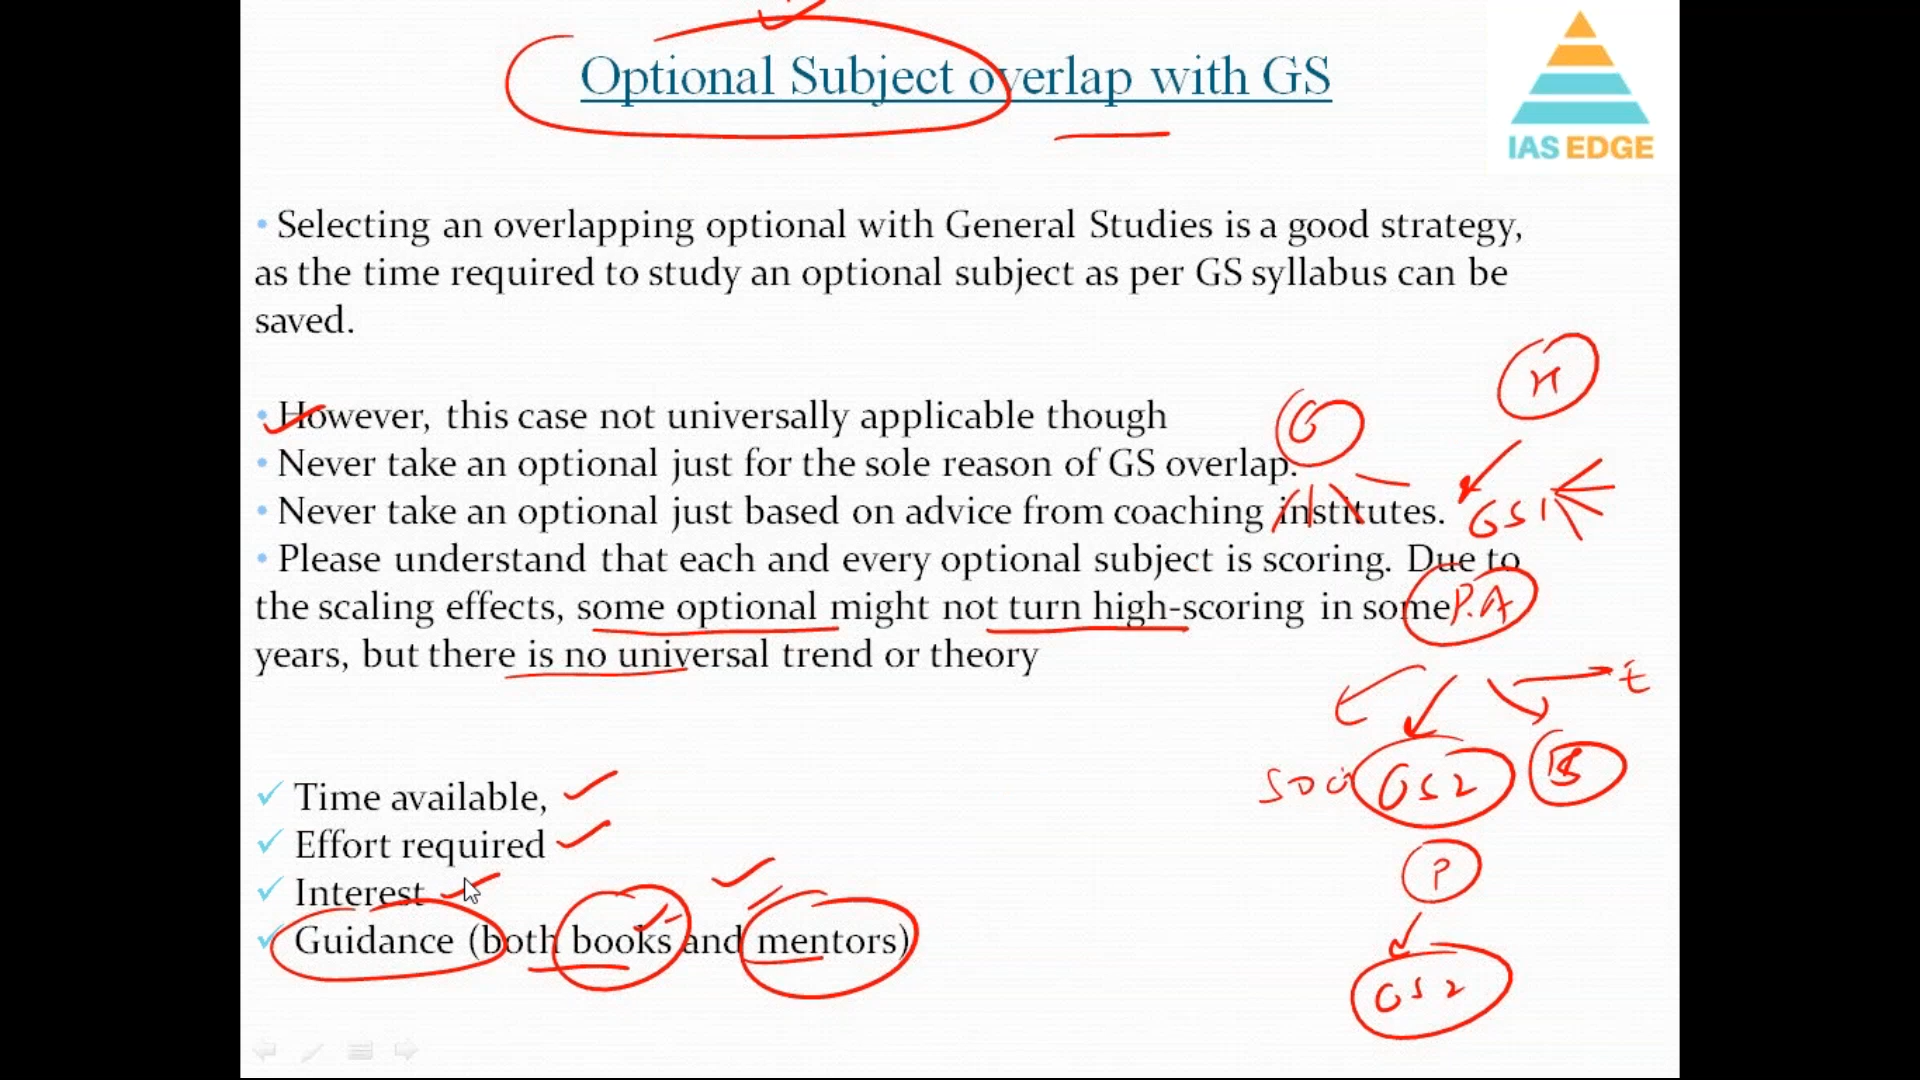 Optional Subject overlap with GS
IAS EDGE
• Selecting an overlapping optional with General Studies is a good strategy,
as the time required to study an optional subject as per GS syllabus can be
saved.
H
G
• However, this case not universally applicable though
• Never take an optional just for the sole reason of GS overlap.
• Never take an optional just based on advice from coaching institutes.
GS1
• Please understand that each and every optional subject is scoring. Due to
the scaling effects, some optional might not turn high-scoring in some
P.A
years, but there is no universal trend or theory
E
GS2
✓ Time available,
✓ Effort required
P
✓ Interest
✓ Guidance (both books and mentors)
GS2